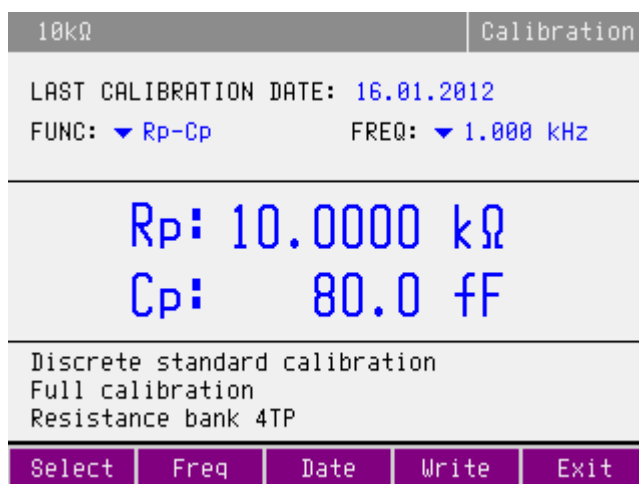 10kΩ Calibration
LAST CALIBRATION DATE: 16.01.2012
FUNC: Rp-Cp FREQ: 1.000 kHz
Rp: 10.0000 kΩ
Cp: 80.0 fF
Discrete standard calibration
Full calibration
Resistance bank 4TP
Select Freq Date Write Exit